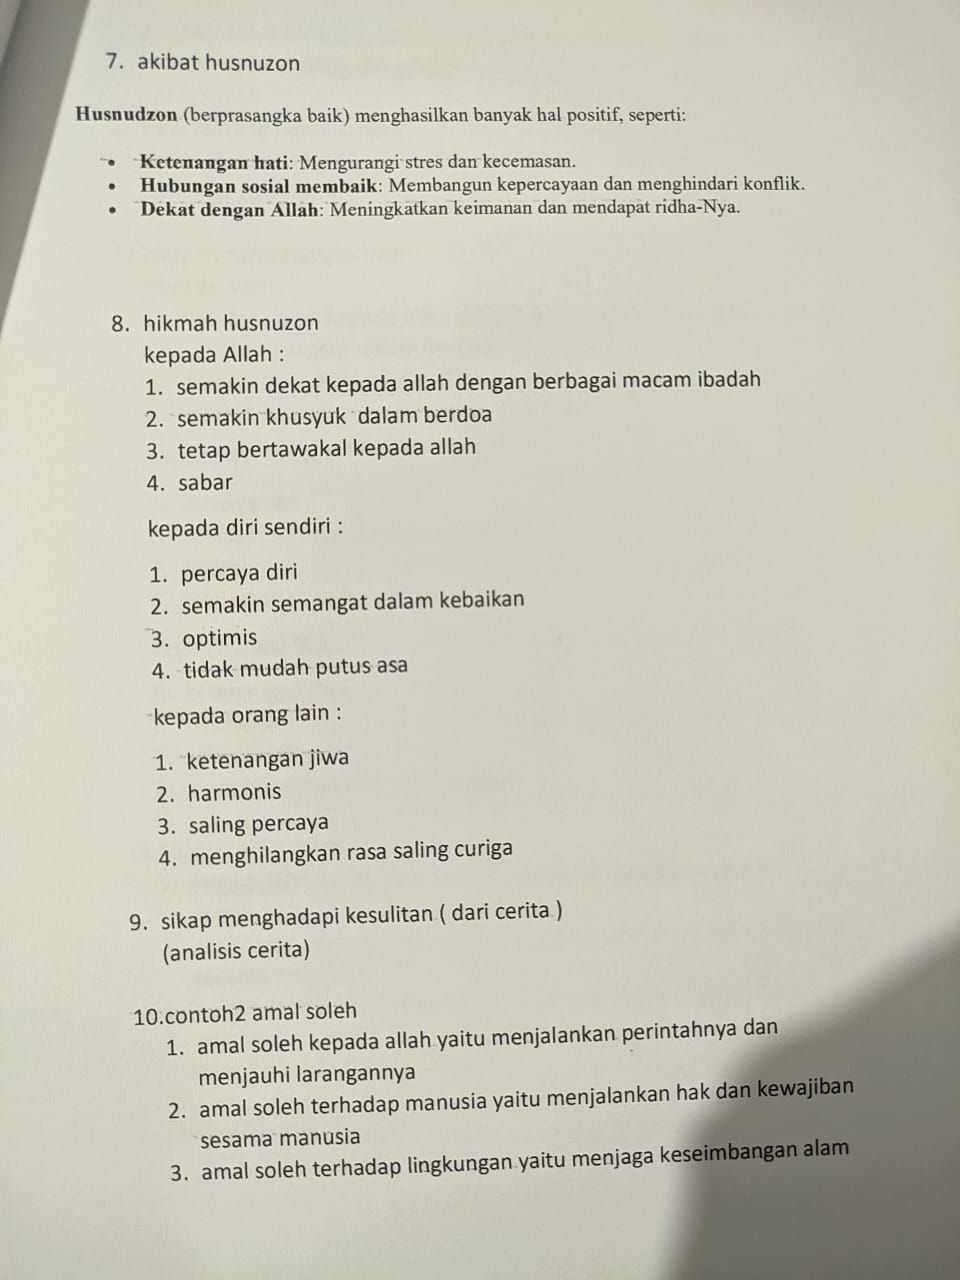 7. akibat husnuzon
Husnudzon (berprasangka baik) menghasilkan banyak hal positif, seperti:
• Ketenangan hati: Mengurangi stres dan kecemasan.
• Hubungan sosial membaik: Membangun kepercayaan dan menghindari konflik.
• Dekat dengan Allah: Meningkatkan keimanan dan mendapat ridha-Nya.
8. hikmah husnuzon
kepada Allah :
1. semakin dekat kepada allah dengan berbagai macam ibadah
2. semakin khusyuk dalam berdoa
3. tetap bertawakal kepada allah
4. sabar
kepada diri sendiri :
1. percaya diri
2. semakin semangat dalam kebaikan
3. optimis
4. tidak mudah putus asa
kepada orang lain :
1. ketenangan jiwa
2. harmonis
3. saling percaya
4. menghilangkan rasa saling curiga
9. sikap menghadapi kesulitan ( dari cerita )
(analisis cerita)
10.contoh2 amal soleh
1. amal soleh kepada allah yaitu menjalankan perintahnya dan
menjauhi larangannya
2. amal soleh terhadap manusia yaitu menjalankan hak dan kewajiban
sesama manusia
3. amal soleh terhadap lingkungan yaitu menjaga keseimbangan alam